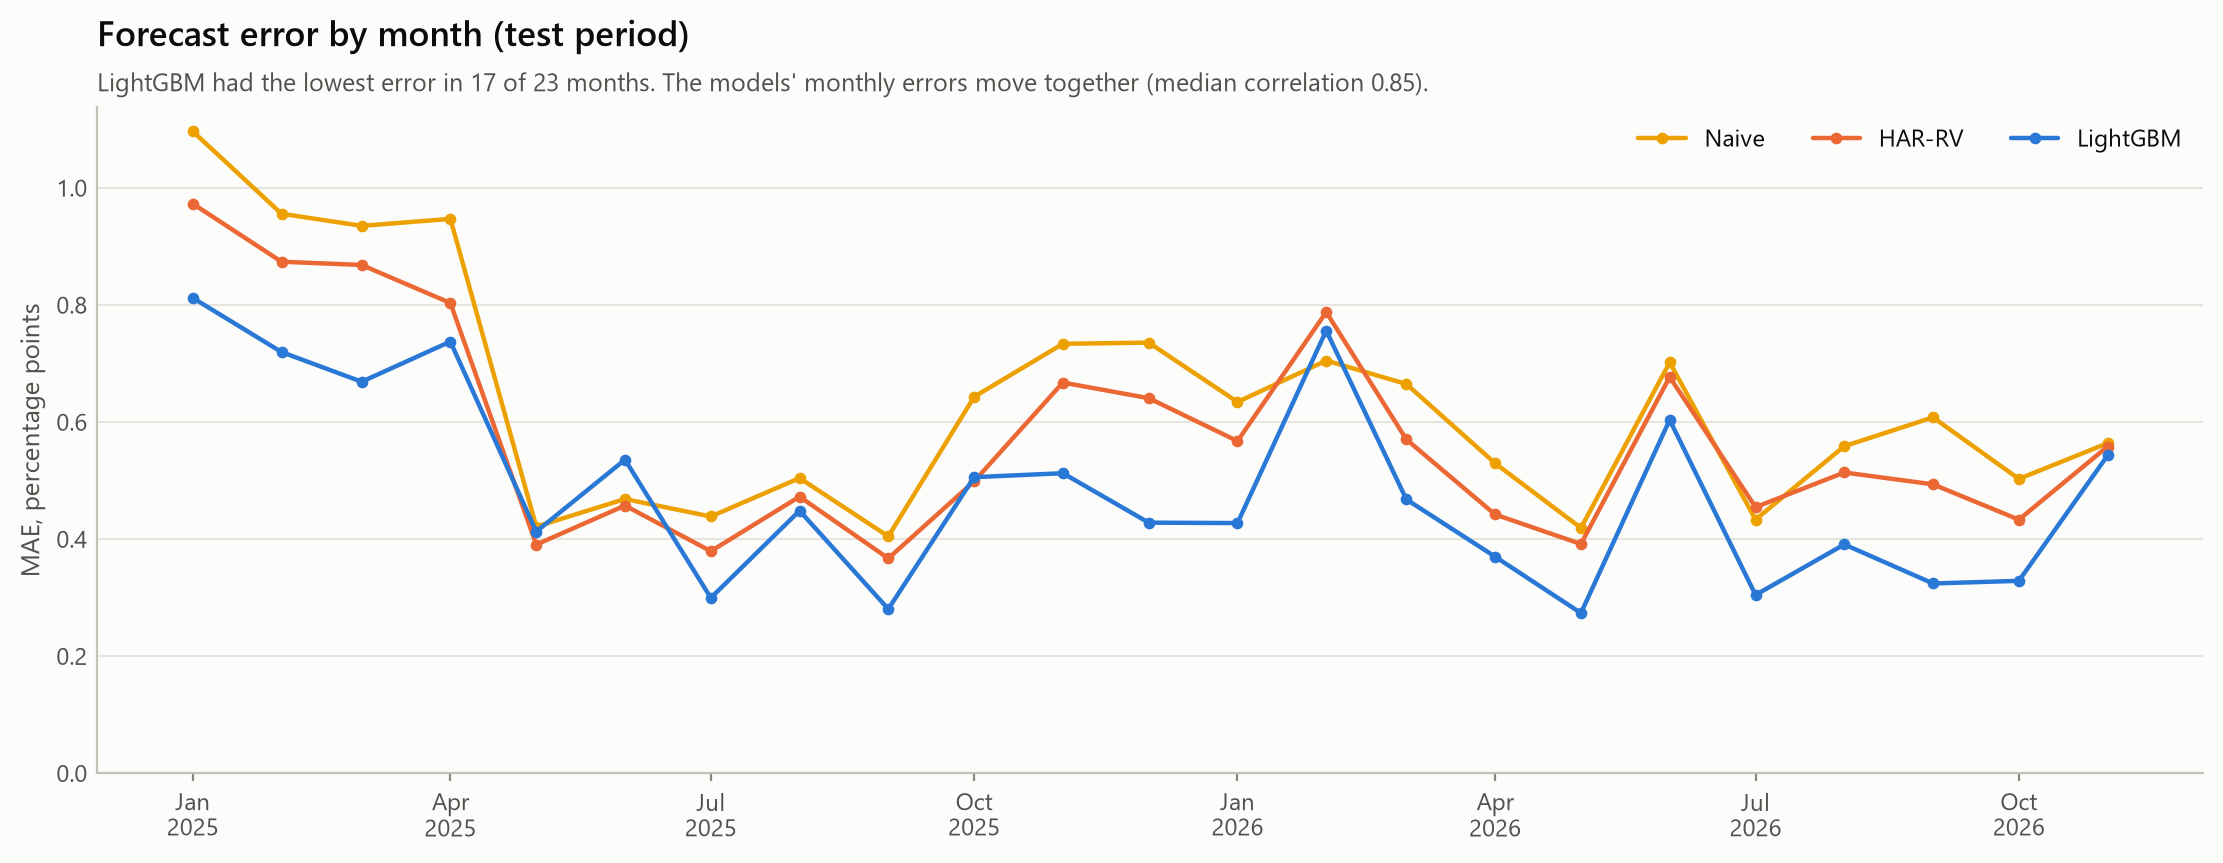 Forecast error by month (test period)
LightGBM had the lowest error in 17 of 23 months. The models' monthly errors move together (median correlation 0.85).
Naive HAR-RV LightGBM
MAE, percentage points
1.0
0.8
0.6
0.4
0.2
0.0
Jan Apr Jul Oct Jan Apr Jul Oct
2025 2025 2025 2025 2026 2026 2026 2026